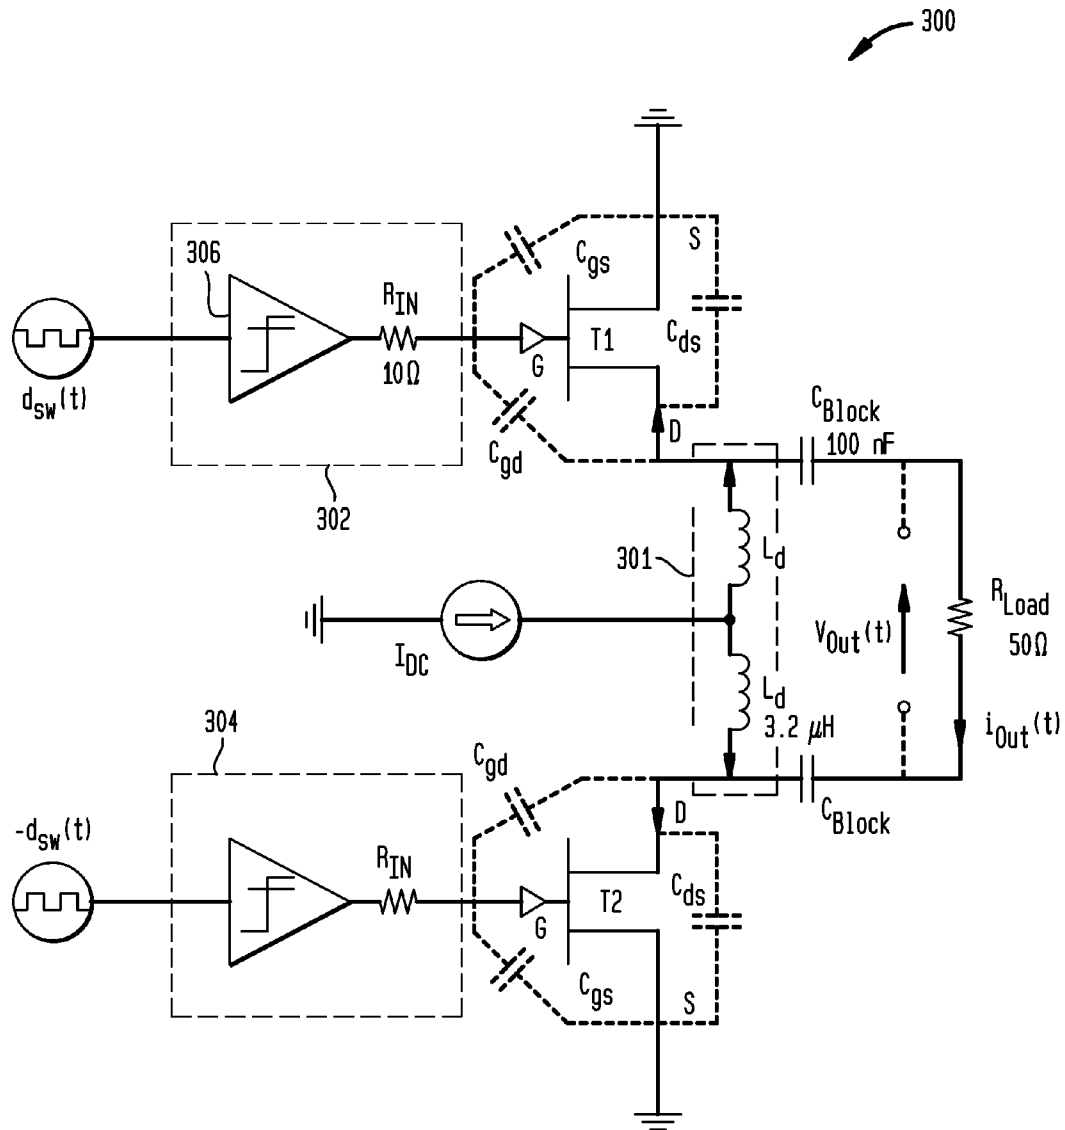 300
306
R_IN
10Ω
d_sw(t)
302
C_gs
S
C_ds
T1
G
C_gd
D
C_Block
100 nF
301
L_d
R_Load
50Ω
V_Out(t)
I_DC
L_d
3.2 μH
i_Out(t)
304
C_gd
D
C_Block
-d_sw(t)
R_IN
C_ds
T2
G
C_gs
S